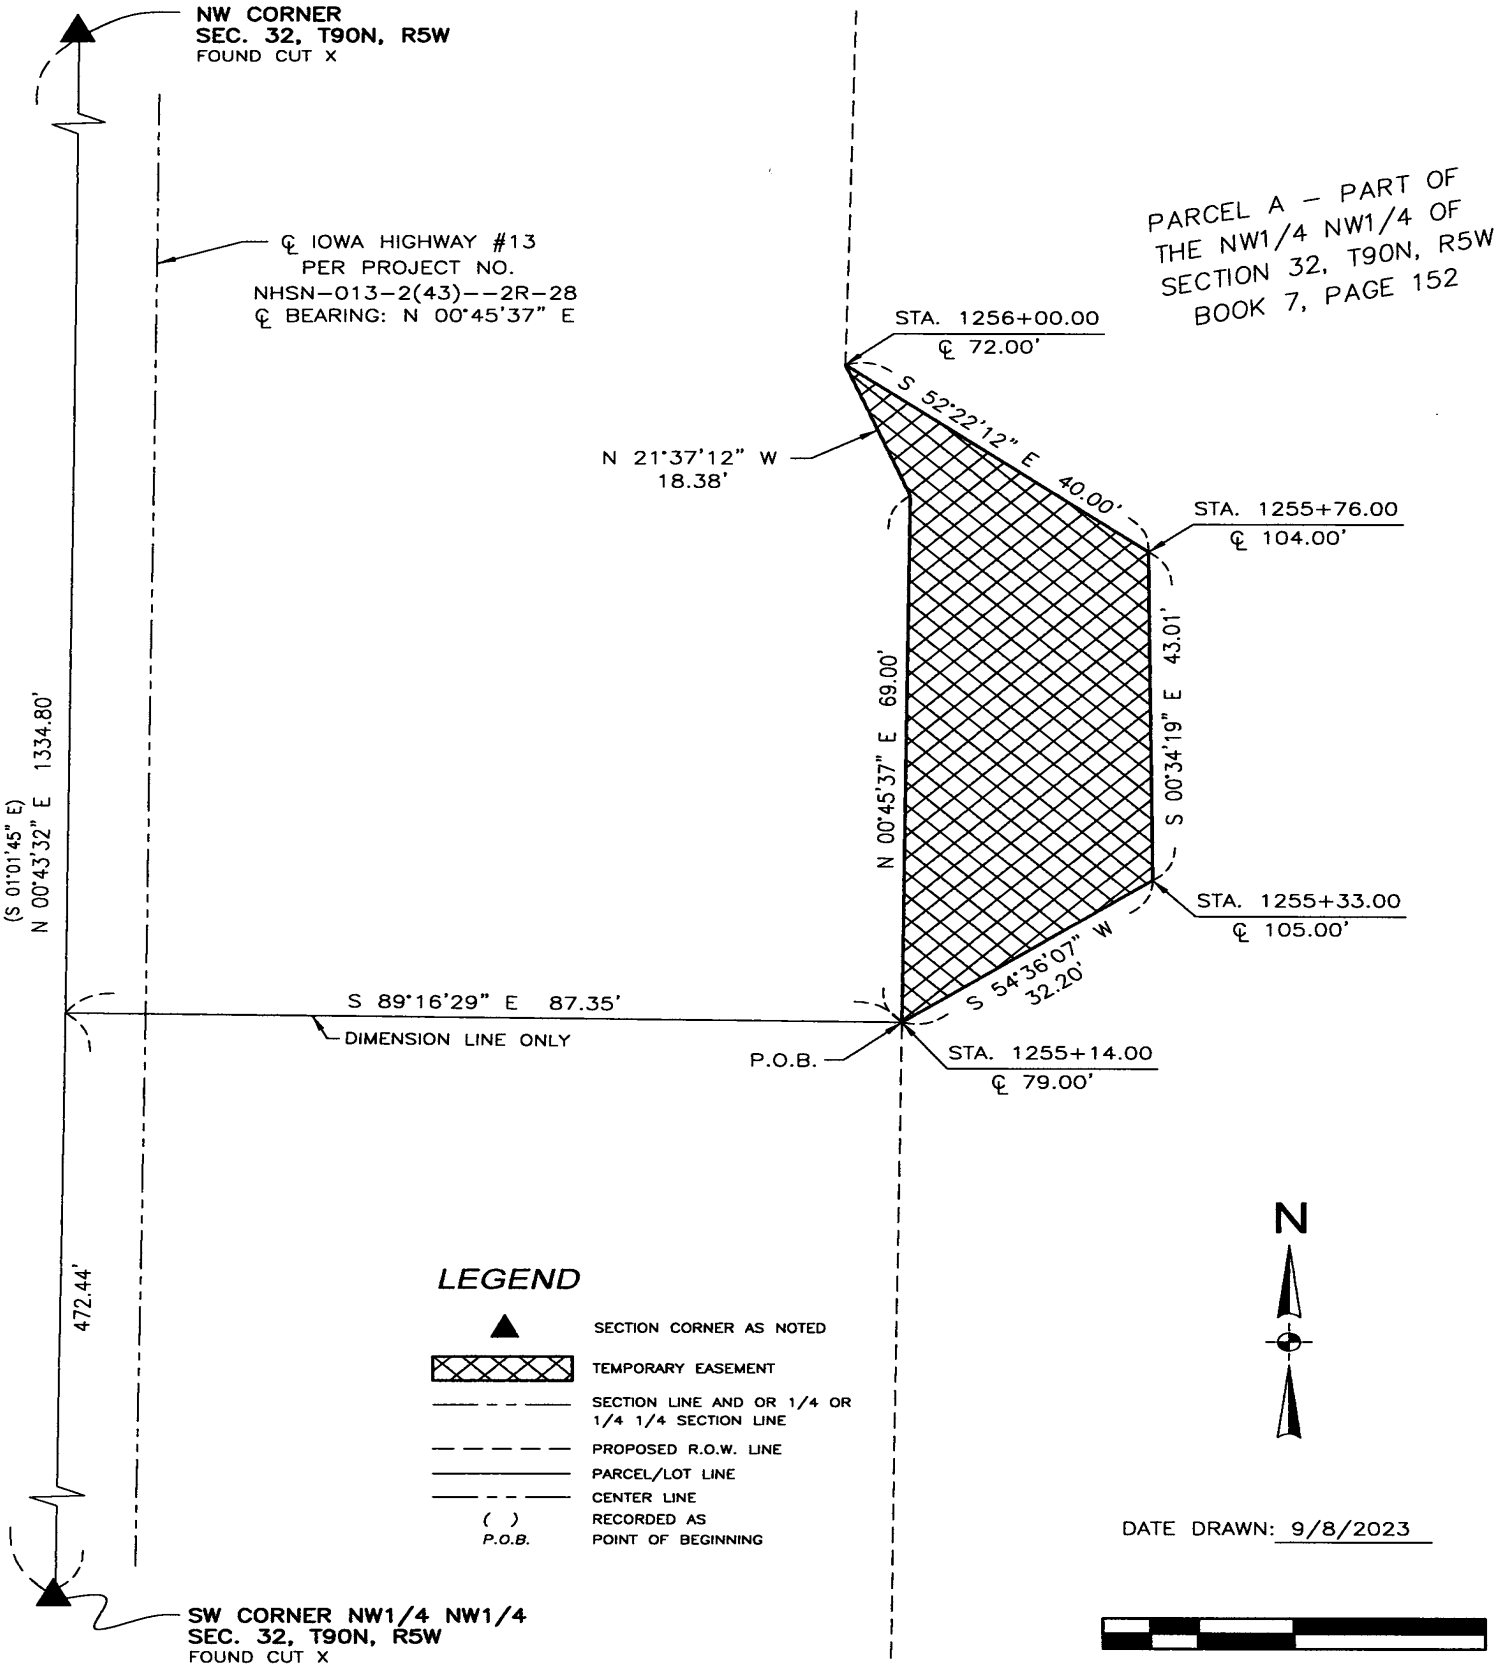 NW CORNER
SEC. 32, T90N, R5W
FOUND CUT X
℄ IOWA HIGHWAY #13
PER PROJECT NO.
NHSN-013-2(43)--2R-28
℄ BEARING: N 00°45'37" E
PARCEL A - PART OF
THE NW1/4 NW1/4 OF
SECTION 32, T90N, R5W
BOOK 7, PAGE 152
STA. 1256+00.00
℄ 72.00'
S 52°22'12" E 40.00'
N 21°37'12" W
18.38'
STA. 1255+76.00
℄ 104.00'
N 00°45'37" E 69.00'
S 00°34'19" E 43.01'
(S 01°01'45" E)
N 00°43'32" E 1334.80'
STA. 1255+33.00
℄ 105.00'
S 54°36'07" W
32.20'
S 89°16'29" E 87.35'
DIMENSION LINE ONLY
P.O.B.
STA. 1255+14.00
℄ 79.00'
472.44'
N
LEGEND
SECTION CORNER AS NOTED
TEMPORARY EASEMENT
SECTION LINE AND OR 1/4 OR
1/4 1/4 SECTION LINE
PROPOSED R.O.W. LINE
PARCEL/LOT LINE
CENTER LINE
( ) RECORDED AS
P.O.B. POINT OF BEGINNING
DATE DRAWN: 9/8/2023
SW CORNER NW1/4 NW1/4
SEC. 32, T90N, R5W
FOUND CUT X